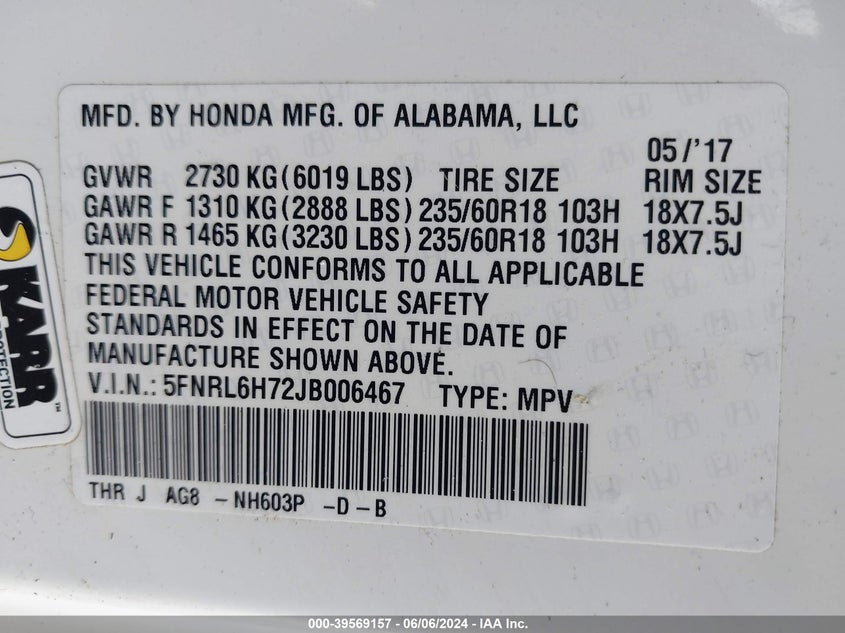 MFD. BY HONDA MFG. OF ALABAMA, LLC
05/'17
GVWR 2730 KG(6019 LBS) TIRE SIZE RIM SIZE
GAWR F 1310 KG(2888 LBS) 235/60R18 103H 18X7.5J
GAWR R 1465 KG(3230 LBS) 235/60R18 103H 18X7.5J
THIS VEHICLE CONFORMS TO ALL APPLICABLE
FEDERAL MOTOR VEHICLE SAFETY
STANDARDS IN EFFECT ON THE DATE OF
MANUFACTURE SHOWN ABOVE.
V.I.N.: 5FNRL6H72JB006467 TYPE: MPV
THR J AG8 -NH603P -D-B
KARR
TM
000-39569157 - 06/06/2024 - IAA Inc.